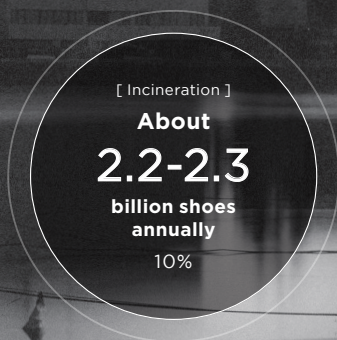 [ Incineration ]
About
2.2-2.3
billion shoes
annually
10%